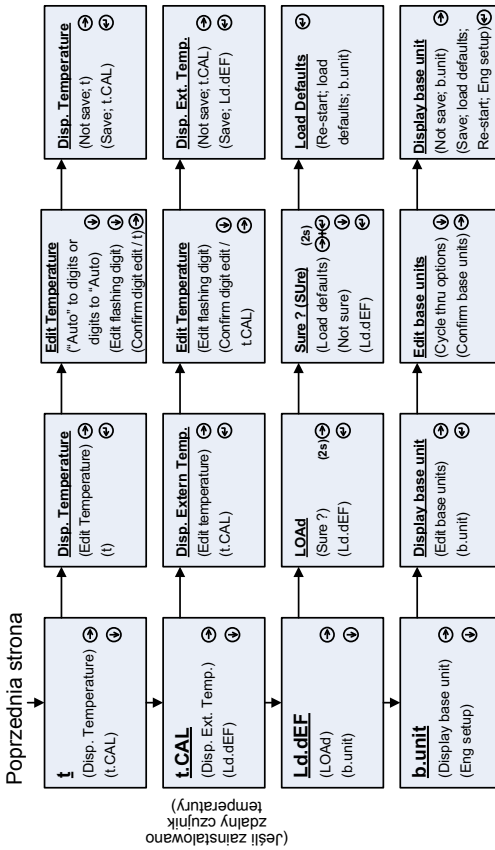 Poprzednia strona
t
(Disp. Temperature)
(t.CAL)
Disp. Temperature
(Edit Temperature)
(t)
Edit Temperature
("Auto" to digits or
digits to "Auto)
(Edit flashing digit)
(Confirm digit edit / t)
Disp. Temperature
(Not save; t)
(Save; t.CAL)
(Jeśli zainstalowano
zdalny czujnik
temperatury)
t.CAL
(Disp. Ext. Temp.)
(Ld.dEF)
Disp. Extern Temp.
(Edit temperature)
(t.CAL)
Edit Temperature
(Edit flashing digit)
(Confirm digit edit /
t.CAL)
Disp. Ext. Temp.
(Not save; t.CAL)
(Save; Ld.dEF)
Ld.dEF
(LOAd)
(b.unit)
LOAd
(Sure ?) (2s)
(Ld.dEF)
Sure ? (SUre)
(2s)
(Load defaults)
(Not sure)
(Ld.dEF)
Load Defaults
(Re-start; load
defaults; b.unit)
b.unit
(Display base unit)
(Eng setup)
Display base unit
(Edit base units)
(b.unit)
Edit base units
(Cycle thru options)
(Confirm base units)
Display base unit
(Not save; b.unit)
(Save; load defaults;
Re-start; Eng setup)